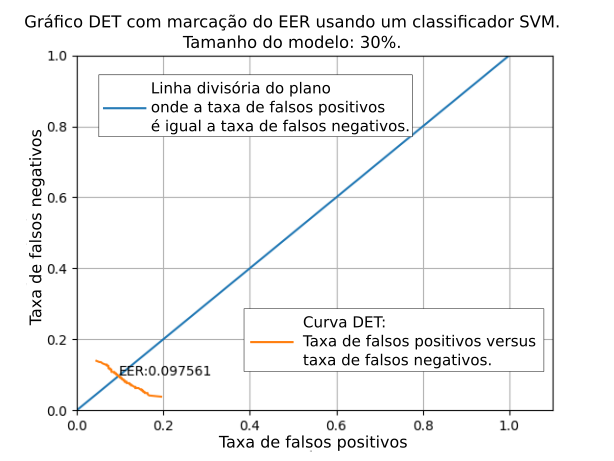 Gráfico DET com marcação do EER usando um classificador SVM.
Tamanho do modelo: 30%.
1.0
0.8
0.6
0.4
0.2
0.0
Taxa de falsos negativos
Linha divisória do plano
onde a taxa de falsos positivos
é igual a taxa de falsos negativos.
Curva DET:
Taxa de falsos positivos versus
taxa de falsos negativos.
EER:0.097561
0.0 0.2 0.4 0.6 0.8 1.0
Taxa de falsos positivos